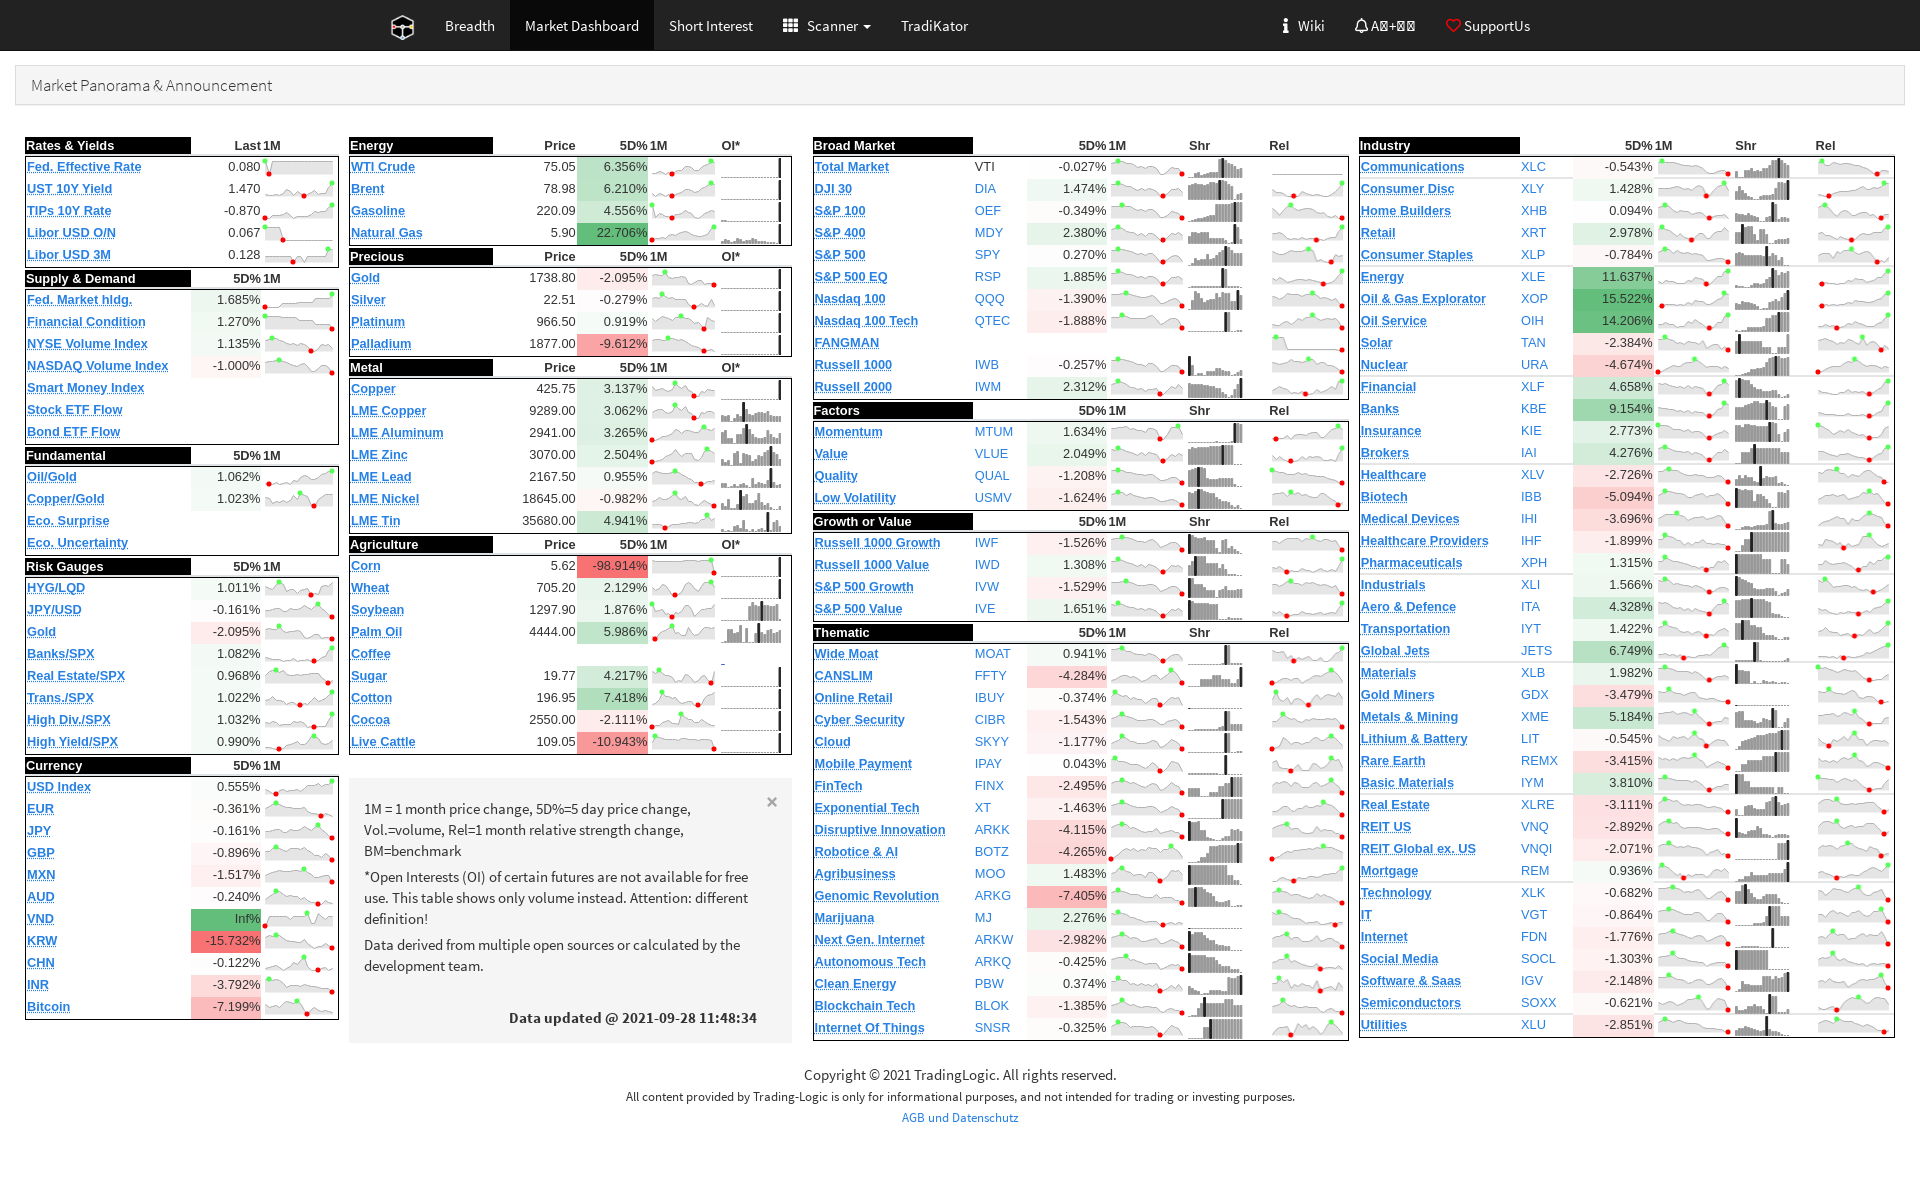 Breadth Market Dashboard Short Interest Scanner TradiKator Wiki SupportUs
Market Panorama & Announcement
Rates & Yields Last 1M
Fed. Effective Rate 0.080
UST 10Y Yield 1.470
TIPs 10Y Rate -0.870
Libor USD O/N 0.067
Libor USD 3M 0.128
Supply & Demand 5D% 1M
Fed. Market hldg. 1.685%
Financial Condition 1.270%
NYSE Volume Index 1.135%
NASDAQ Volume Index -1.000%
Smart Money Index
Stock ETF Flow
Bond ETF Flow
Fundamental 5D% 1M
Oil/Gold 1.062%
Copper/Gold 1.023%
Eco. Surprise
Eco. Uncertainty
Risk Gauges 5D% 1M
HYG/LQD 1.011%
JPY/USD -0.161%
Gold -2.095%
Banks/SPX 1.082%
Real Estate/SPX 0.968%
Trans./SPX 1.022%
High Div./SPX 1.032%
High Yield/SPX 0.990%
Currency 5D% 1M
USD Index 0.555%
EUR -0.361%
JPY -0.161%
GBP -0.896%
MXN -1.517%
AUD -0.240%
VND Inf%
KRW -15.732%
CHN -0.122%
INR -3.792%
Bitcoin -7.199%
Energy Price 5D% 1M OI*
WTI Crude 75.05 6.356%
Brent 78.98 6.210%
Gasoline 220.09 4.556%
Natural Gas 5.90 22.706%
Precious Price 5D% 1M OI*
Gold 1738.80 -2.095%
Silver 22.51 -0.279%
Platinum 966.50 0.919%
Palladium 1877.00 -9.612%
Metal Price 5D% 1M OI*
Copper 425.75 3.137%
LME Copper 9289.00 3.062%
LME Aluminum 2941.00 3.265%
LME Zinc 3070.00 2.504%
LME Lead 2167.50 0.955%
LME Nickel 18645.00 -0.982%
LME Tin 35680.00 4.941%
Agriculture Price 5D% 1M OI*
Corn 5.62 -98.914%
Wheat 705.20 2.129%
Soybean 1297.90 1.876%
Palm Oil 4444.00 5.986%
Coffee -
Sugar 19.77 4.217%
Cotton 196.95 7.418%
Cocoa 2550.00 -2.111%
Live Cattle 109.05 -10.943%
×
1M = 1 month price change, 5D%=5 day price change,
Vol.=volume, Rel=1 month relative strength change,
BM=benchmark
*Open Interests (OI) of certain futures are not available for free
use. This table shows only volume instead. Attention: different
definition!
Data derived from multiple open sources or calculated by the
development team.
Data updated @ 2021-09-28 11:48:34
Broad Market 5D% 1M Shr Rel
Total Market VTI -0.027%
DJI 30 DIA 1.474%
S&P 100 OEF -0.349%
S&P 400 MDY 2.380%
S&P 500 SPY 0.270%
S&P 500 EQ RSP 1.885%
Nasdaq 100 QQQ -1.390%
Nasdaq 100 Tech QTEC -1.888%
FANGMAN
Russell 1000 IWB -0.257%
Russell 2000 IWM 2.312%
Factors 5D% 1M Shr Rel
Momentum MTUM 1.634%
Value VLUE 2.049%
Quality QUAL -1.208%
Low Volatility USMV -1.624%
Growth or Value 5D% 1M Shr Rel
Russell 1000 Growth IWF -1.526%
Russell 1000 Value IWD 1.308%
S&P 500 Growth IVW -1.529%
S&P 500 Value IVE 1.651%
Thematic 5D% 1M Shr Rel
Wide Moat MOAT 0.941%
CANSLIM FFTY -4.284%
Online Retail IBUY -0.374%
Cyber Security CIBR -1.543%
Cloud SKYY -1.177%
Mobile Payment IPAY 0.043%
FinTech FINX -2.495%
Exponential Tech XT -1.463%
Disruptive Innovation ARKK -4.115%
Robotice & AI BOTZ -4.265%
Agribusiness MOO 1.483%
Genomic Revolution ARKG -7.405%
Marijuana MJ 2.276%
Next Gen. Internet ARKW -2.982%
Autonomous Tech ARKQ -0.425%
Clean Energy PBW 0.374%
Blockchain Tech BLOK -1.385%
Internet Of Things SNSR -0.325%
Industry 5D% 1M Shr Rel
Communications XLC -0.543%
Consumer Disc XLY 1.428%
Home Builders XHB 0.094%
Retail XRT 2.978%
Consumer Staples XLP -0.784%
Energy XLE 11.637%
Oil & Gas Explorator XOP 15.522%
Oil Service OIH 14.206%
Solar TAN -2.384%
Nuclear URA -4.674%
Financial XLF 4.658%
Banks KBE 9.154%
Insurance KIE 2.773%
Brokers IAI 4.276%
Healthcare XLV -2.726%
Biotech IBB -5.094%
Medical Devices IHI -3.696%
Healthcare Providers IHF -1.899%
Pharmaceuticals XPH 1.315%
Industrials XLI 1.566%
Aero & Defence ITA 4.328%
Transportation IYT 1.422%
Global Jets JETS 6.749%
Materials XLB 1.982%
Gold Miners GDX -3.479%
Metals & Mining XME 5.184%
Lithium & Battery LIT -0.545%
Rare Earth REMX -3.415%
Basic Materials IYM 3.810%
Real Estate XLRE -3.111%
REIT US VNQ -2.892%
REIT Global ex. US VNQI -2.071%
Mortgage REM 0.936%
Technology XLK -0.682%
IT VGT -0.864%
Internet FDN -1.776%
Social Media SOCL -1.303%
Software & Saas IGV -2.148%
Semiconductors SOXX -0.621%
Utilities XLU -2.851%
Copyright © 2021 TradingLogic. All rights reserved.
All content provided by Trading-Logic is only for informational purposes, and not intended for trading or investing purposes.
AGB und Datenschutz